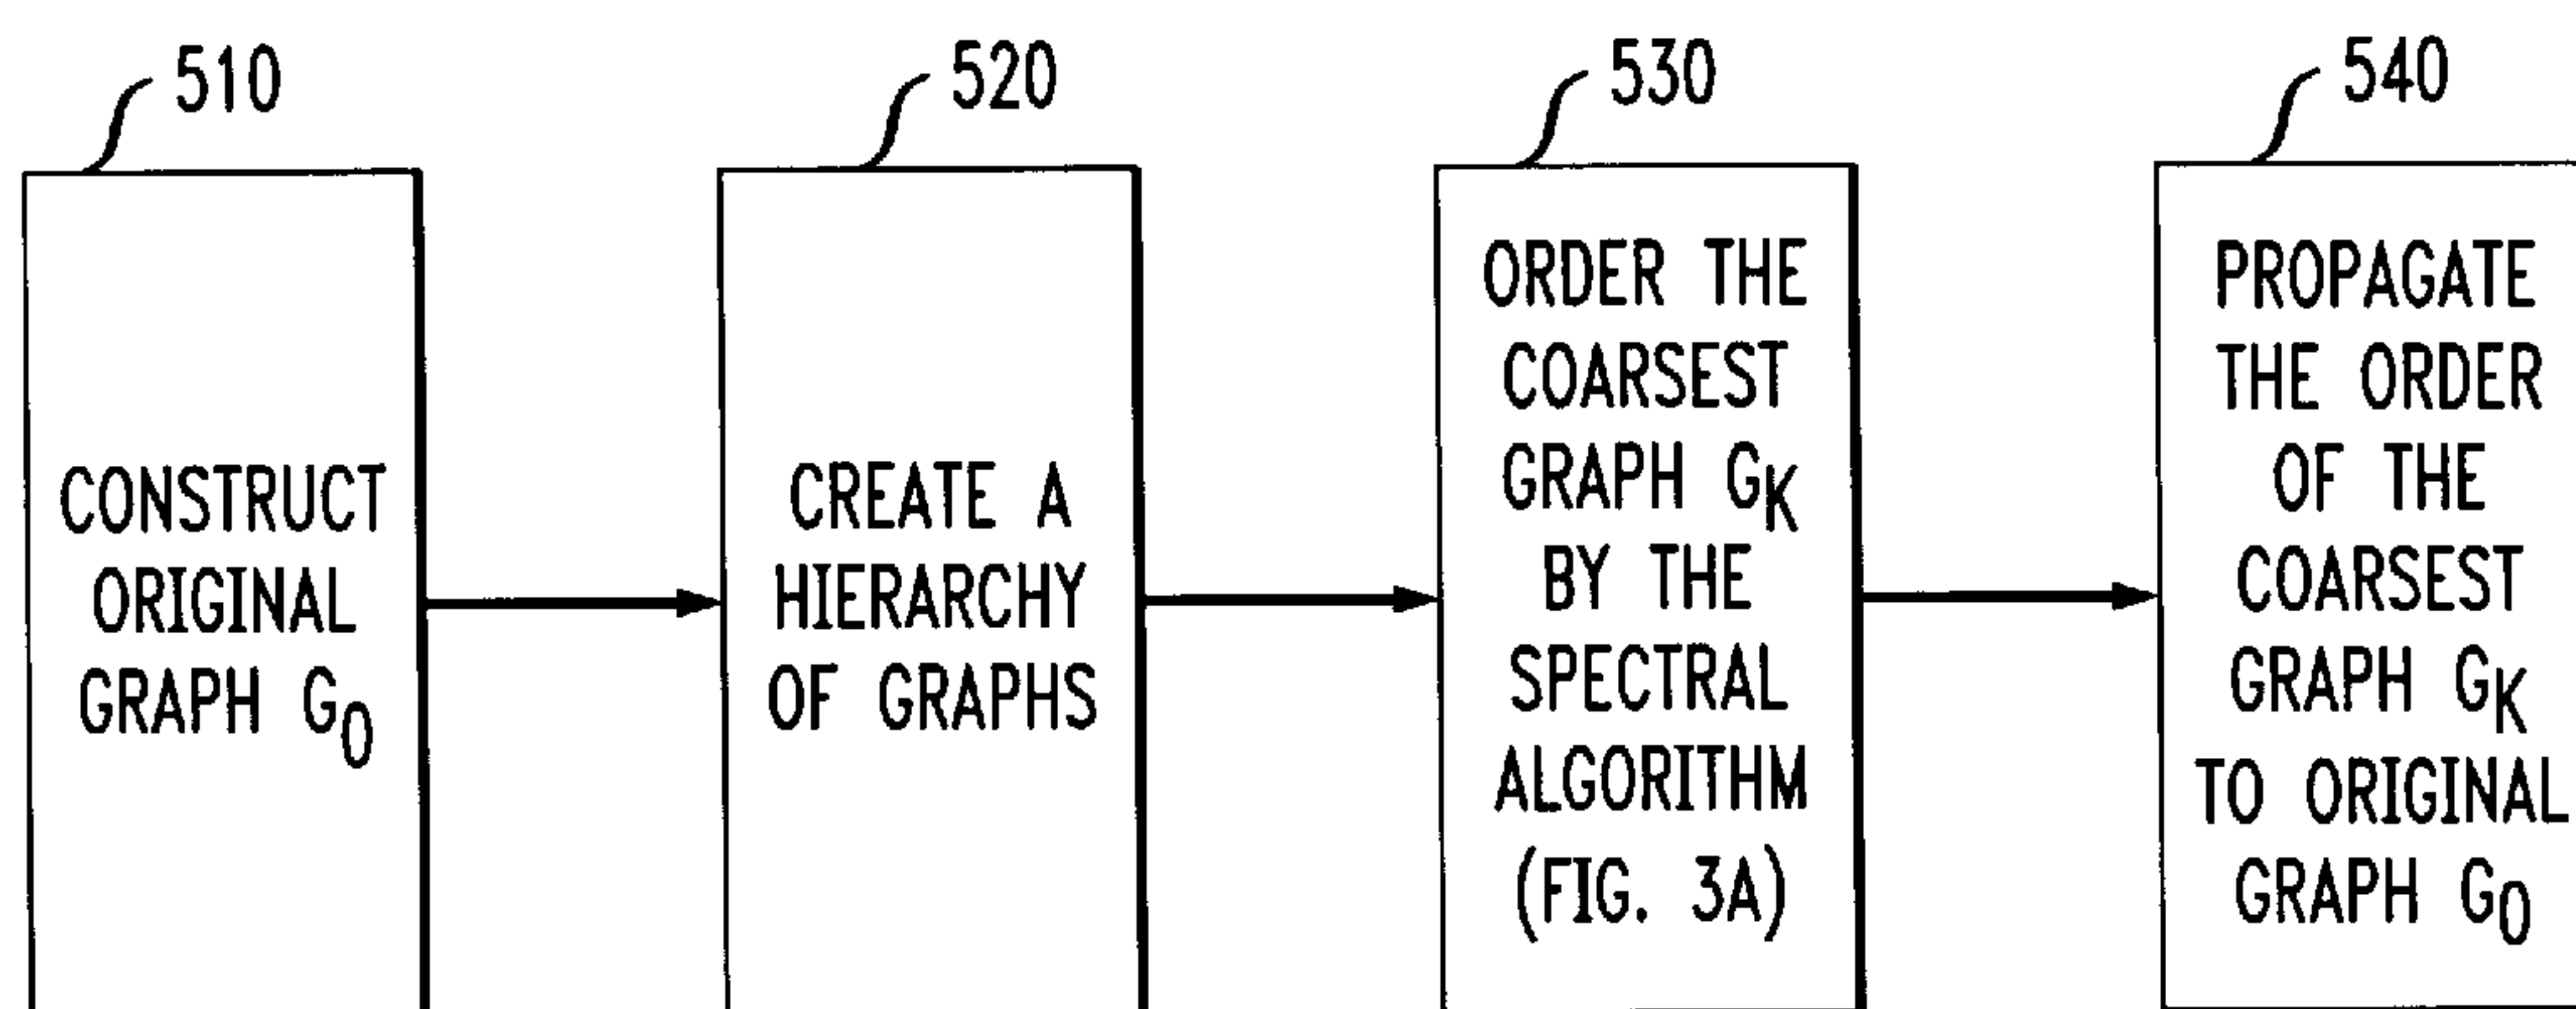 510
CONSTRUCT
ORIGINAL
GRAPH G0
520
CREATE A
HIERARCHY
OF GRAPHS
530
ORDER THE
COARSEST
GRAPH GK
BY THE
SPECTRAL
ALGORITHM
(FIG. 3A)
540
PROPAGATE
THE ORDER
OF THE
COARSEST
GRAPH GK
TO ORIGINAL
GRAPH G0